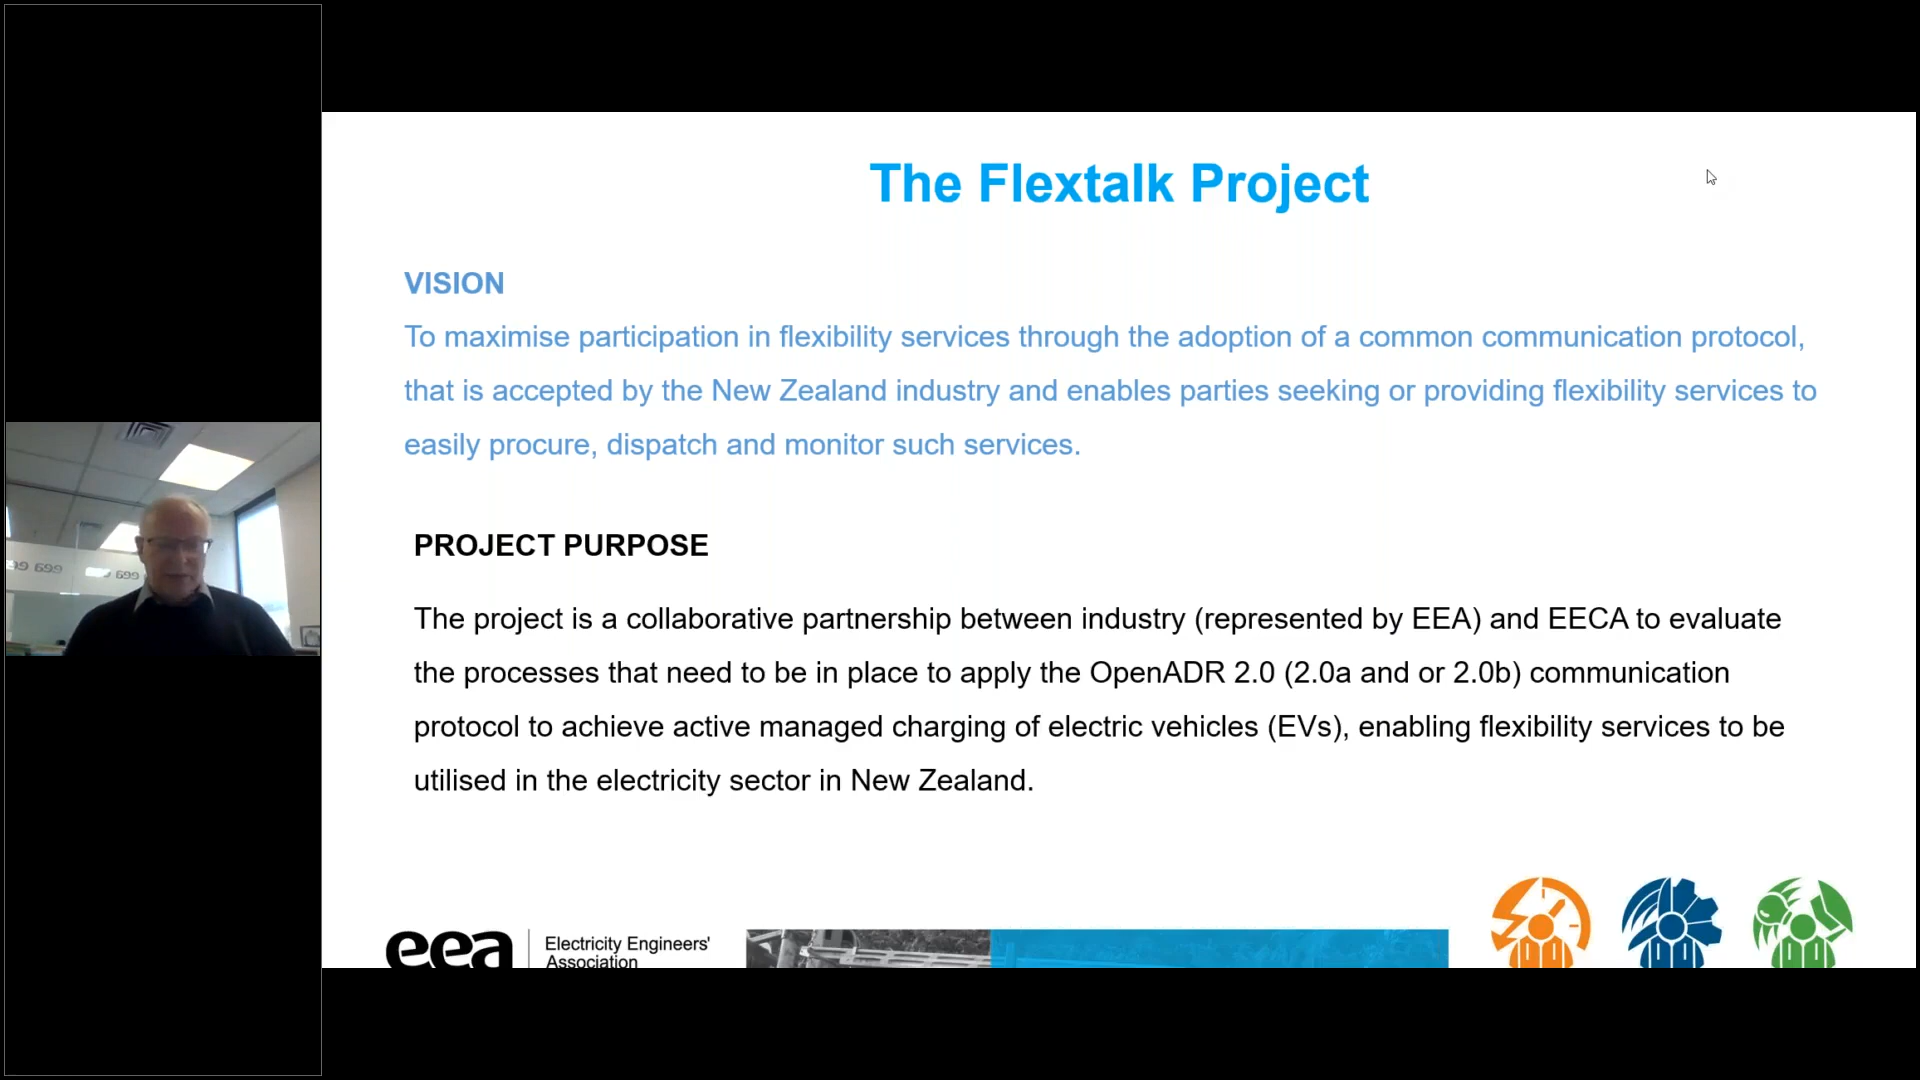 The Flextalk Project
VISION
To maximise participation in flexibility services through the adoption of a common communication protocol,
that is accepted by the New Zealand industry and enables parties seeking or providing flexibility services to
easily procure, dispatch and monitor such services.
PROJECT PURPOSE
The project is a collaborative partnership between industry (represented by EEA) and EECA to evaluate
the processes that need to be in place to apply the OpenADR 2.0 (2.0a and or 2.0b) communication
protocol to achieve active managed charging of electric vehicles (EVs), enabling flexibility services to be
utilised in the electricity sector in New Zealand.
eea
Electricity Engineers'
Association